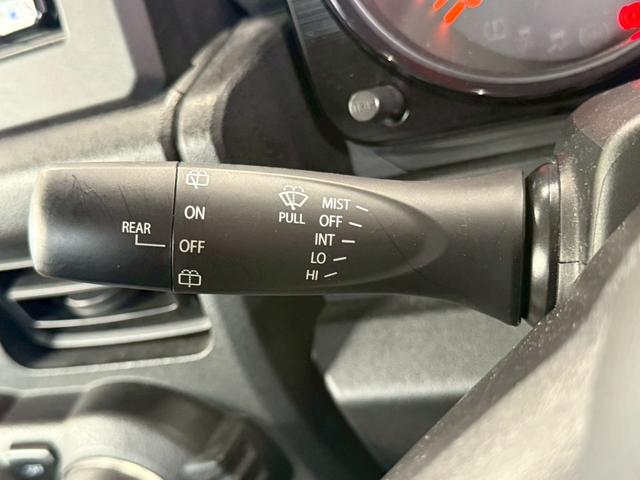 ON
REAR
OFF
PULL
MIST
OFF
INT
LO
HI